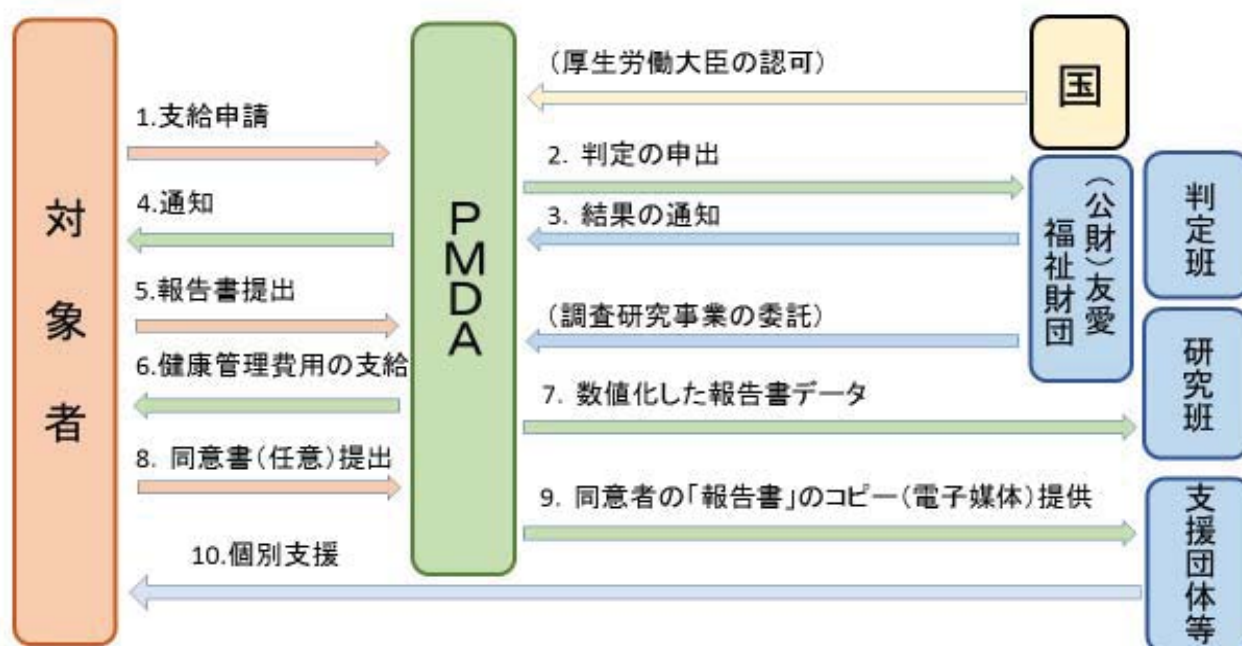 対象者
PMDA
国
(公財)友愛
福祉財団
判定班
研究班
支援団体等
(厚生労働大臣の認可)
1.支給申請
2. 判定の申出
3. 結果の通知
4.通知
5.報告書提出
(調査研究事業の委託)
6.健康管理費用の支給
7. 数値化した報告書データ
8. 同意書(任意)提出
9. 同意者の「報告書」のコピー(電子媒体)提供
10.個別支援